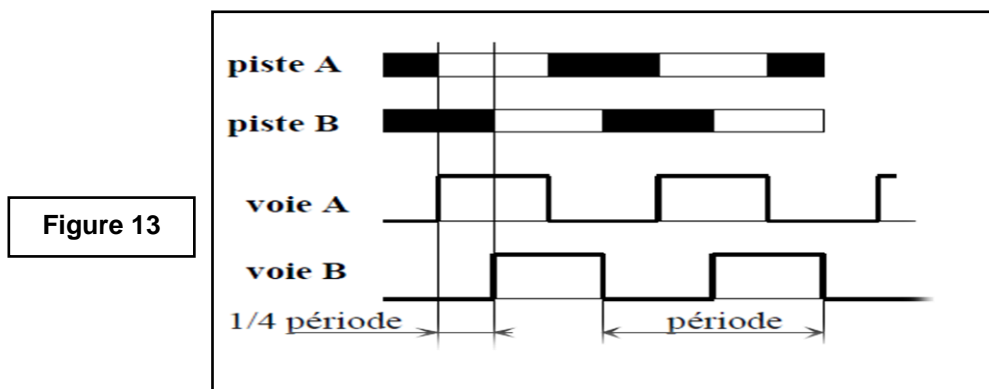 piste A
piste B
voie A
Figure 13
voie B
1/4 période
période